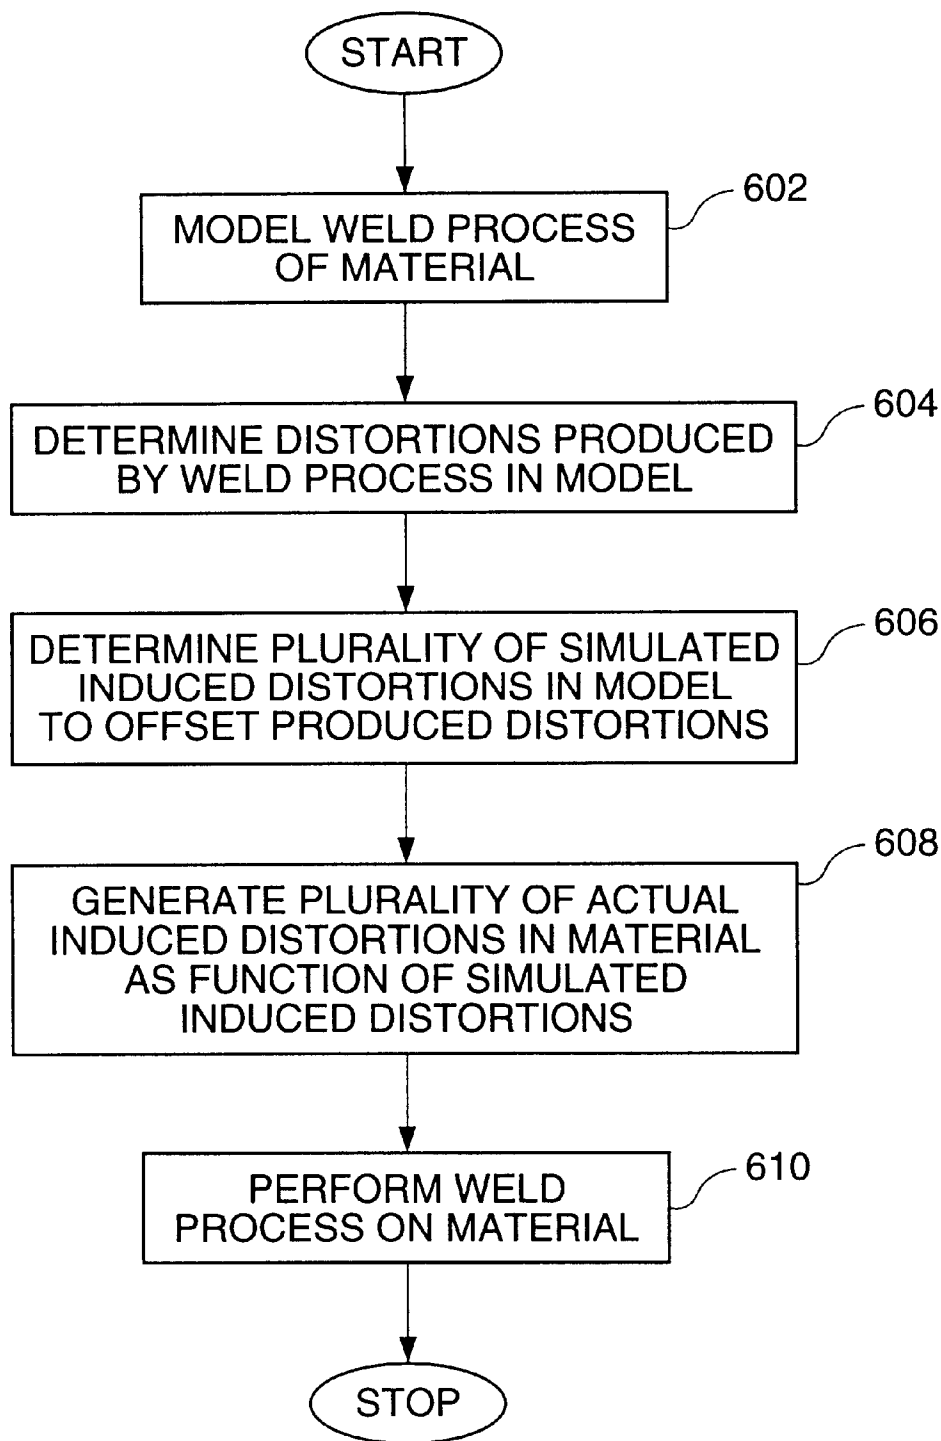 START
602
MODEL WELD PROCESS
OF MATERIAL
604
DETERMINE DISTORTIONS PRODUCED
BY WELD PROCESS IN MODEL
606
DETERMINE PLURALITY OF SIMULATED
INDUCED DISTORTIONS IN MODEL
TO OFFSET PRODUCED DISTORTIONS
608
GENERATE PLURALITY OF ACTUAL
INDUCED DISTORTIONS IN MATERIAL
AS FUNCTION OF SIMULATED
INDUCED DISTORTIONS
610
PERFORM WELD
PROCESS ON MATERIAL
STOP